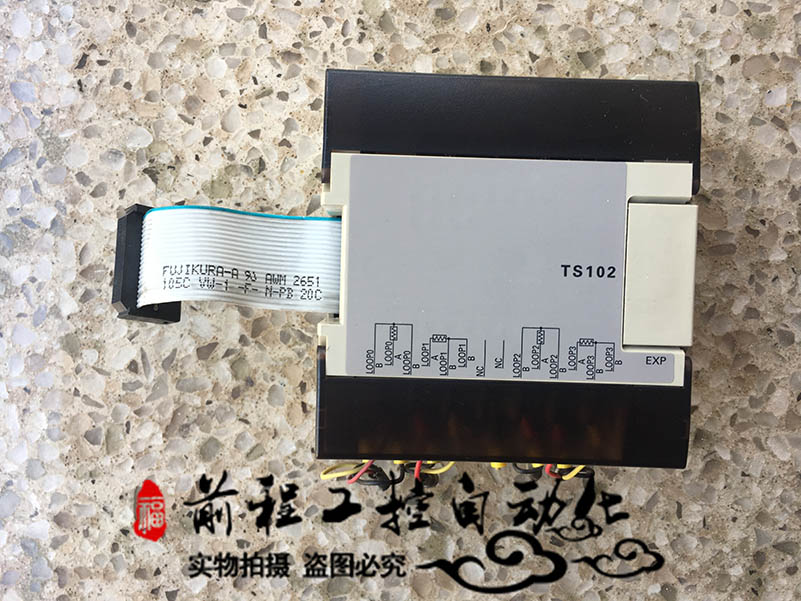 FUJIKURA-A AWM 2651
105C VW-1 -F- N-PB 20C
TS102
LOOP0 B
LOOP0 A
LOOP0 B
LOOP1 A
LOOP1 B
LOOP1 B
NC
NC
LOOP2 B
LOOP2 A
LOOP2 B
LOOP3 A
LOOP3 B
LOOP3 B
EXP
福
前程工控自动化
实物拍摄 盗图必究